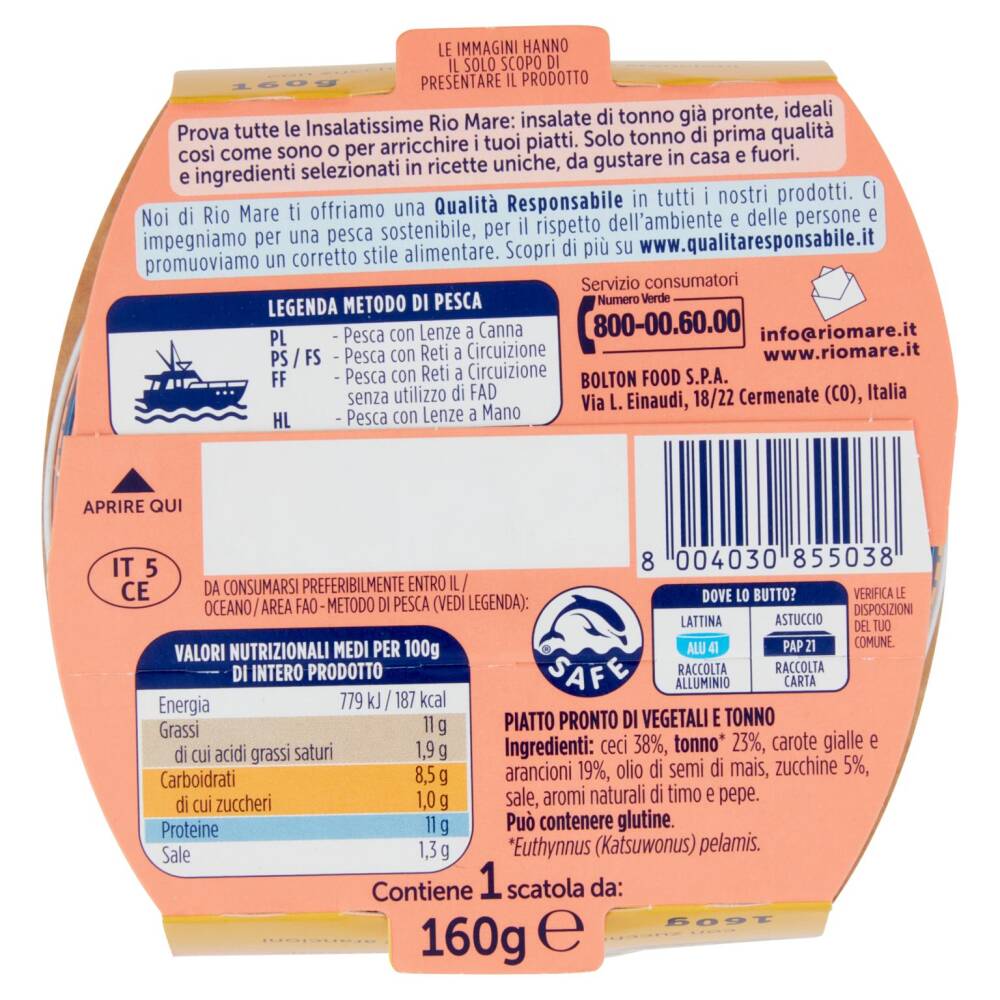 LE IMMAGINI HANNO
IL SOLO SCOPO DI
PRESENTARE IL PRODOTTO
160g
Prova tutte le Insalatissime Rio Mare: insalate di tonno già pronte, ideali
così come sono o per arricchire i tuoi piatti. Solo tonno di prima qualità
e ingredienti selezionati in ricette uniche, da gustare in casa e fuori.
Noi di Rio Mare ti offriamo una Qualità Responsabile in tutti i nostri prodotti. Ci
impegniamo per una pesca sostenibile, per il rispetto dell'ambiente e delle persone e
promuoviamo un corretto stile alimentare. Scopri di più su www.qualitaresponsabile.it
LEGENDA METODO DI PESCA
PL - Pesca con Lenze a Canna
PS / FS - Pesca con Reti a Circuizione
FF - Pesca con Reti a Circuizione
senza utilizzo di FAD
HL - Pesca con Lenze a Mano
Servizio consumatori
Numero Verde
800-00.60.00
info@riomare.it
www.riomare.it
BOLTON FOOD S.P.A.
Via L. Einaudi, 18/22 Cermenate (CO), Italia
APRIRE QUI
IT 5
CE
8 004030 855038
DA CONSUMARSI PREFERIBILMENTE ENTRO IL /
OCEANO / AREA FAO - METODO DI PESCA (VEDI LEGENDA):
® SAFE
DOVE LO BUTTO?
LATTINA ASTUCCIO
ALU 41 PAP 21
RACCOLTA RACCOLTA
ALLUMINIO CARTA
VERIFICA LE
DISPOSIZIONI
DEL TUO
COMUNE.
VALORI NUTRIZIONALI MEDI PER 100g
DI INTERO PRODOTTO
Energia 779 kJ / 187 kcal
Grassi 11 g
di cui acidi grassi saturi 1,9 g
Carboidrati 8,5 g
di cui zuccheri 1,0 g
Proteine 11 g
Sale 1,3 g
PIATTO PRONTO DI VEGETALI E TONNO
Ingredienti: ceci 38%, tonno* 23%, carote gialle e
arancioni 19%, olio di semi di mais, zucchine 5%,
sale, aromi naturali di timo e pepe.
Può contenere glutine.
*Euthynnus (Katsuwonus) pelamis.
Contiene 1 scatola da:
160g e
160g